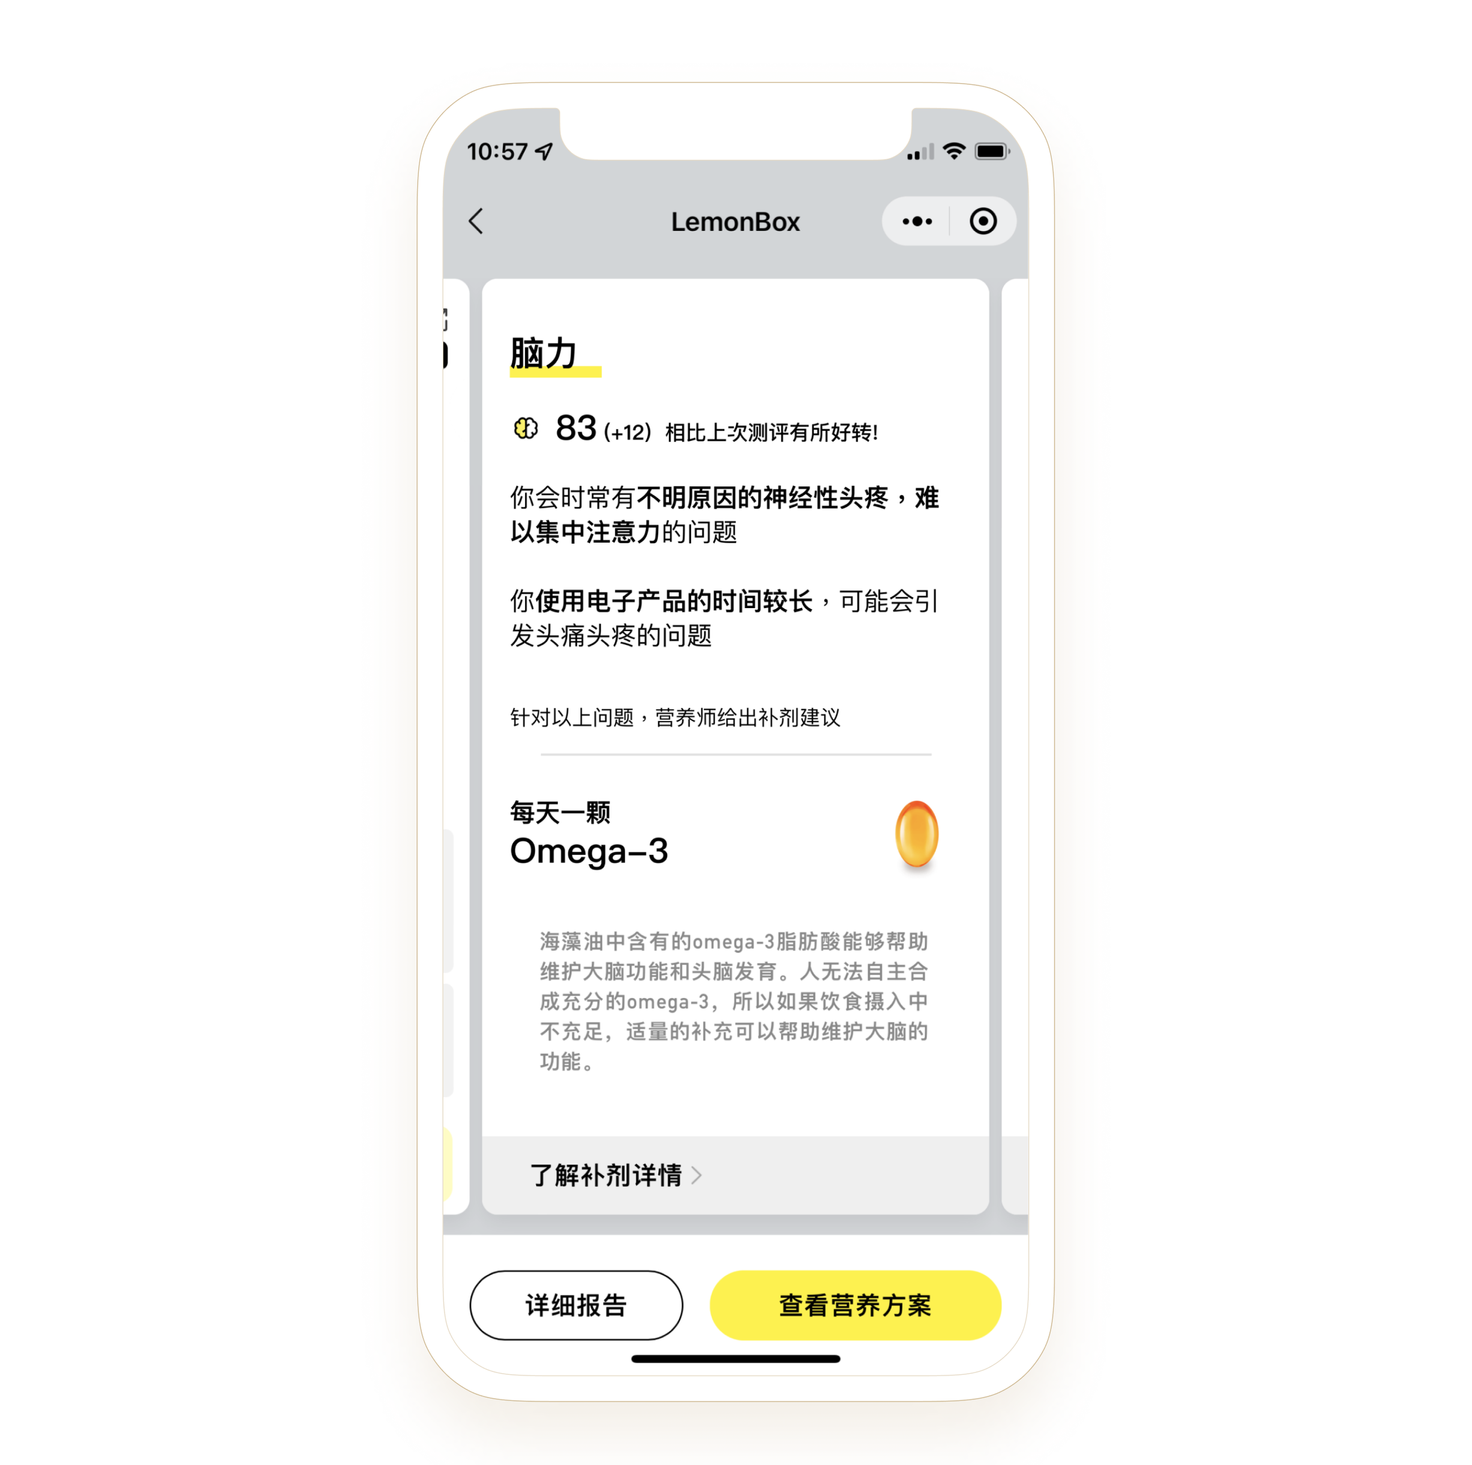 10:57
LemonBox
脑力
83 (+12) 相比上次测评有所好转!
你会时常有不明原因的神经性头疼，难
以集中注意力的问题
你使用电子产品的时间较长，可能会引
发头痛头疼的问题
针对以上问题，营养师给出补剂建议
每天一颗
Omega-3
海藻油中含有的omega-3脂肪酸能够帮助
维护大脑功能和头脑发育。人无法自主合
成充分的omega-3，所以如果饮食摄入中
不充足，适量的补充可以帮助维护大脑的
功能。
了解补剂详情 >
详细报告
查看营养方案